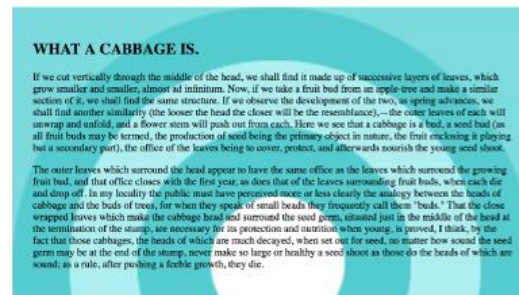 WHAT A CABBAGE IS.
If we cut vertically through the middle of the head, we shall find it made up of successive layers of leaves, which
grow smaller and smaller, almost ad infinitum. Now, if we take a fruit bud from an apple-tree and make a similar
section of it, we shall find the same structure. If we observe the development of the two, as spring advances, we
shall find another similarity (the looser the head the closer will be the resemblance),—the outer leaves of each will
unwrap and unfold, and a flower stem will push out from each. Here we see that a cabbage is a bud, a seed bud (as
all fruit buds may be termed, the production of seed being the primary object in nature, the fruit enclosing it playing
but a secondary part), the office of the leaves being to cover, protect, and afterwards nourish the young seed shoot.
The outer leaves which surround the head appear to have the same office as the leaves which surround the growing
fruit bud, and that office closes with the first year, as does that of the leaves surrounding fruit buds, when each die
and drop off. In my locality the public must have perceived more or less clearly the analogy between the heads of
cabbage and the buds of trees, for when they speak of small heads they frequently call them "buds." That the close
wrapped leaves which make the cabbage head and surround the seed germ, situated just in the middle of the head at
the termination of the stump, are necessary for its protection and nutrition when young, is proved, I think, by the
fact that those cabbages, the heads of which are much decayed, when set out for seed, no matter how sound the seed
germ may be at the end of the stump, never make so large or healthy a seed shoot as those do the heads of which are
sound; as a rule, after pushing a feeble growth, they die.